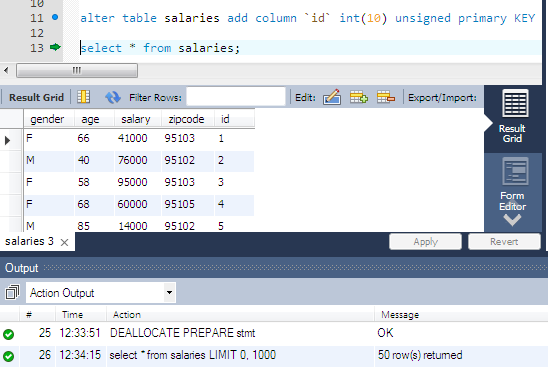 10
11 alter table salaries add column `id` int(10) unsigned primary KEY
12
13 select * from salaries;
Result Grid Filter Rows: Edit: Export/Import:
gender age salary zipcode id
F 66 41000 95103 1
M 40 76000 95102 2
F 58 95000 95103 3
F 68 60000 95105 4
M 85 14000 95102 5
Result
Grid
Form
Editor
salaries 3 × Apply Revert
Output
Action Output
# Time Action Message
25 12:33:51 DEALLOCATE PREPARE stmt OK
26 12:34:15 select * from salaries LIMIT 0, 1000 50 row(s) returned